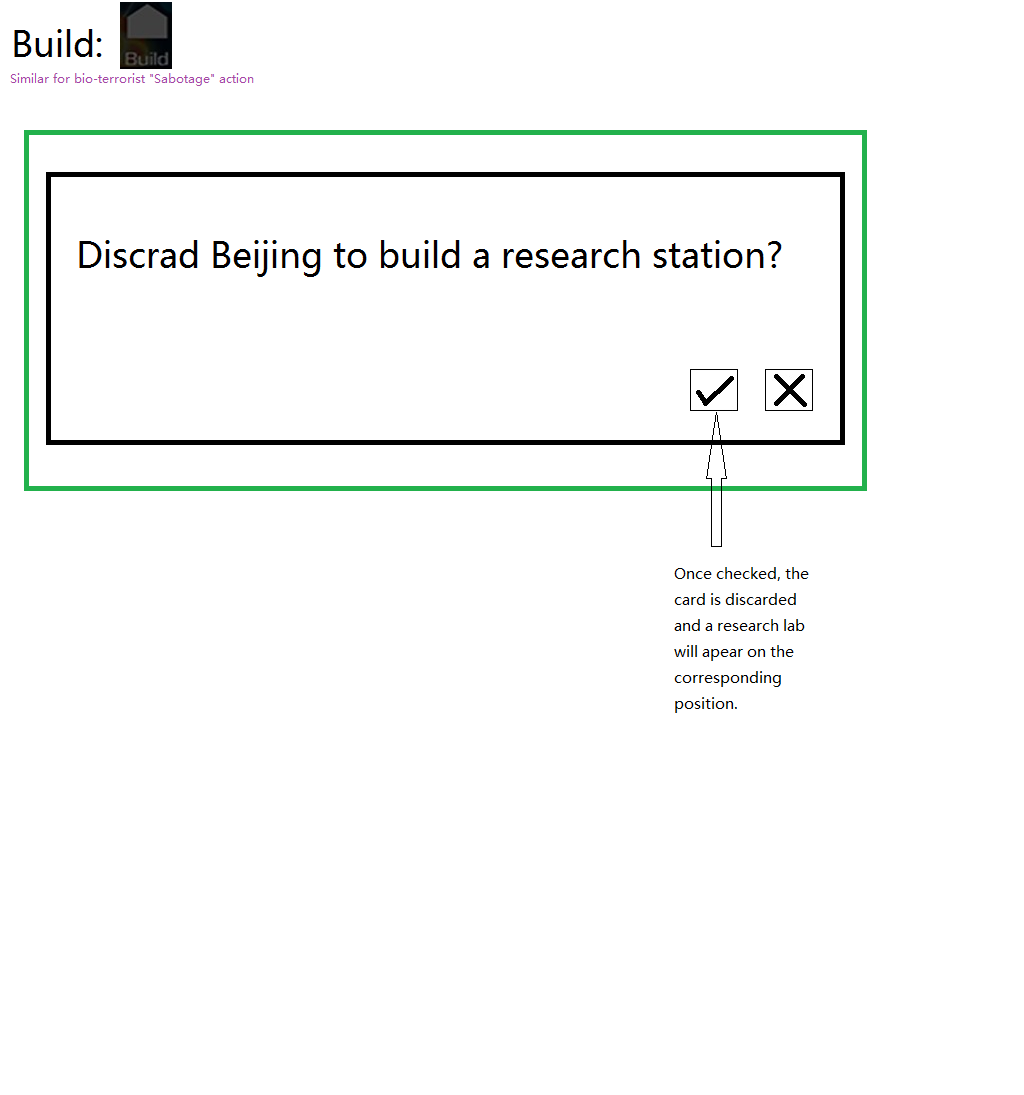 Build:
Build
Similar for bio-terrorist "Sabotage" action
Discrad Beijing to build a research station?
Once checked, the
card is discarded
and a research lab
will apear on the
corresponding
position.